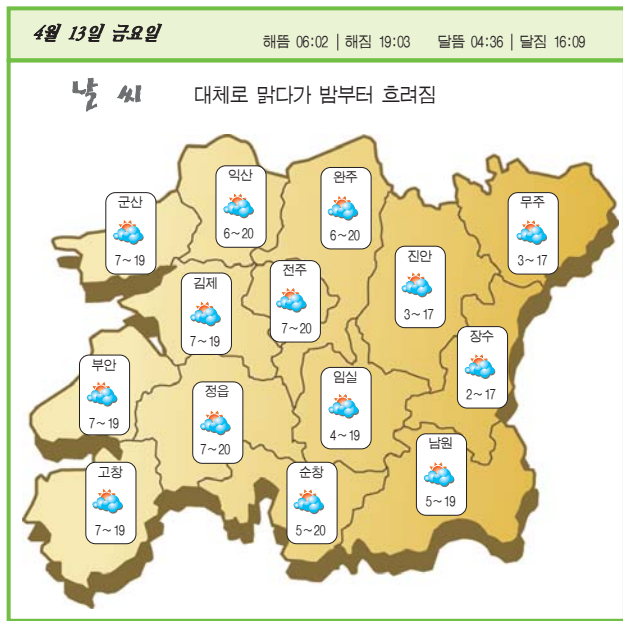 4월 13일 금요일
해뜸 06:02 | 해짐 19:03 달뜸 04:36 | 달짐 16:09
날씨 대체로 맑다가 밤부터 흐려짐
익산
6~20
완주
6~20
군산
7~19
무주
3~17
진안
3~17
전주
7~20
김제
7~19
장수
2~17
부안
7~19
임실
4~19
정읍
7~20
남원
5~19
고창
7~19
순창
5~20